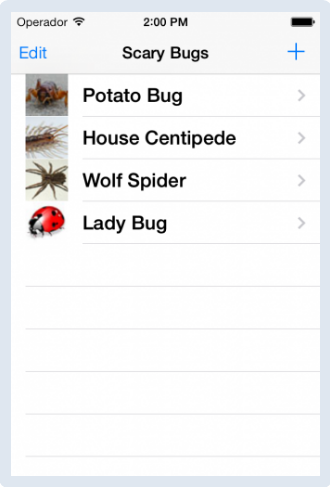 Operador 2:00 PM
Edit Scary Bugs +
Potato Bug
House Centipede
Wolf Spider
Lady Bug